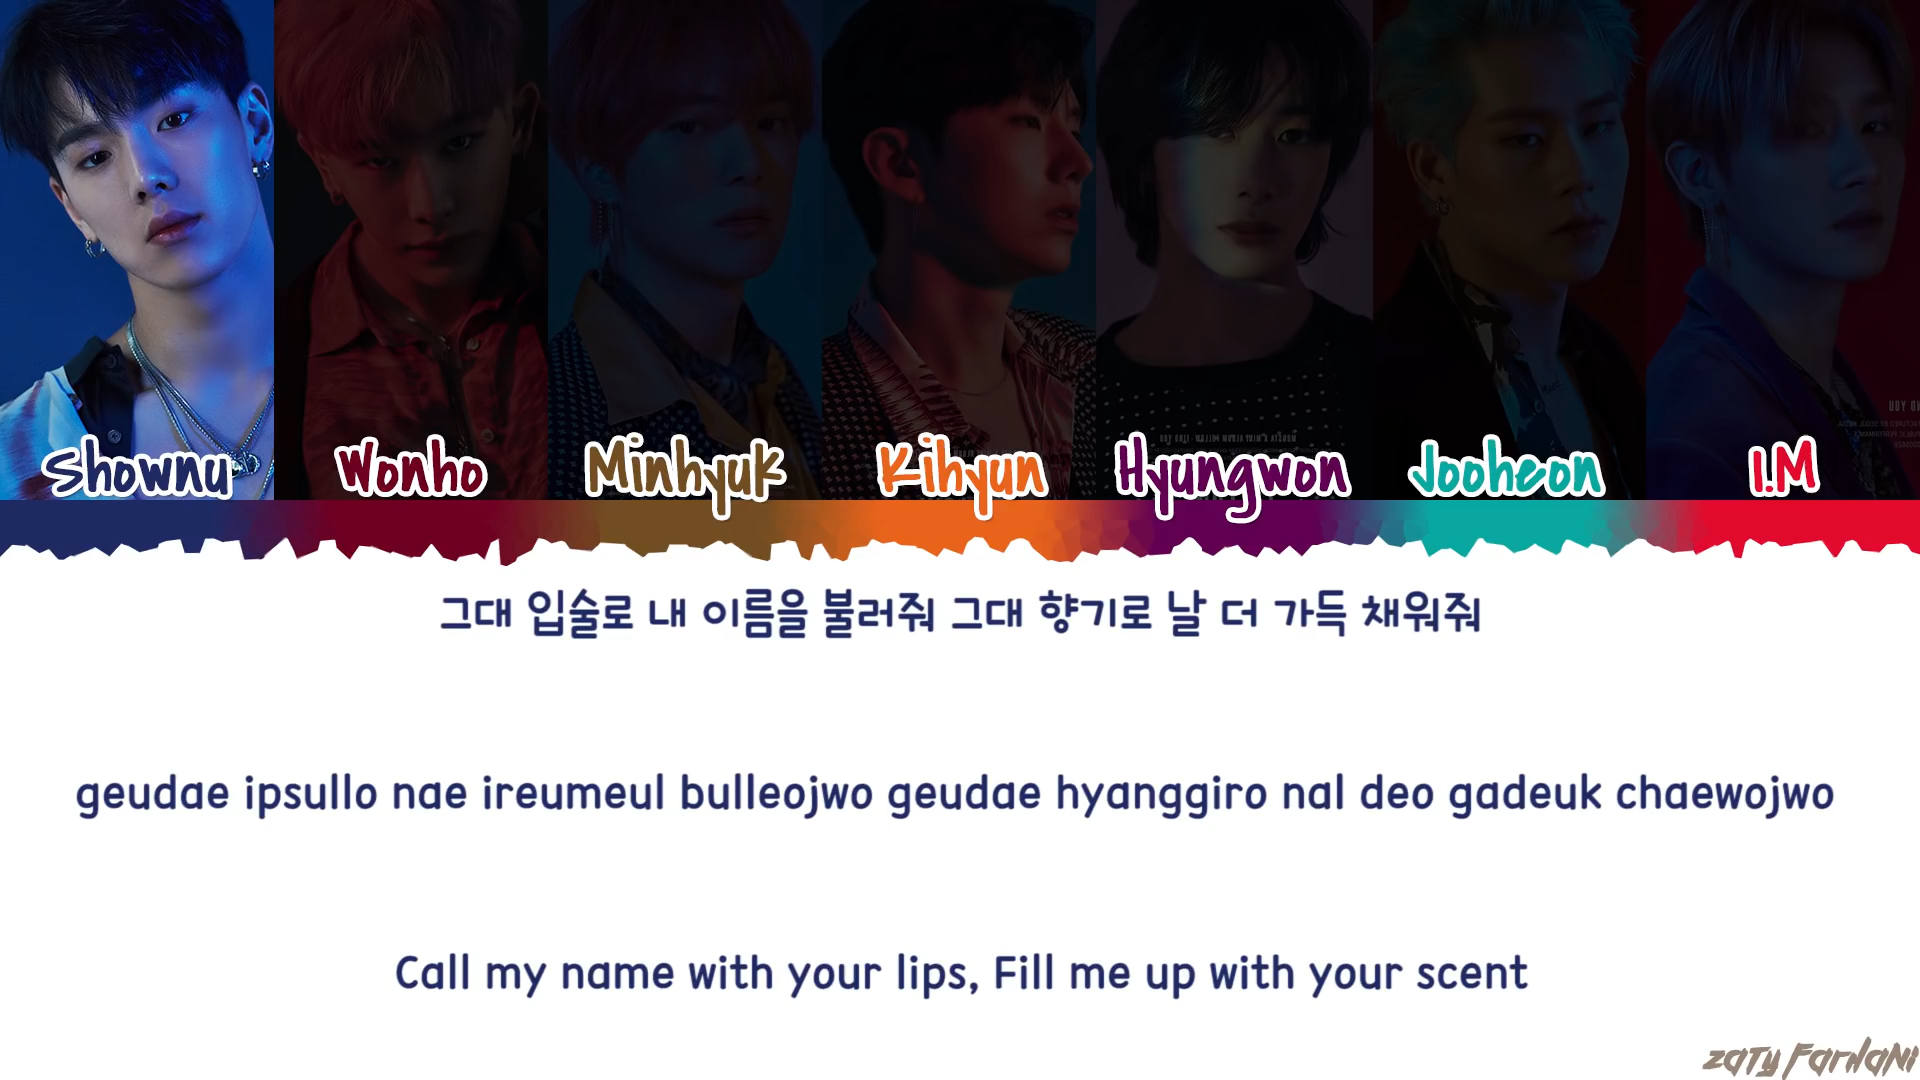 Shownu Wonho Minhyuk Kihyun Hyungwon Jooheon I.M
그대 입술로 내 이름을 불러줘 그대 향기로 날 더 가득 채워줘
geudae ipsullo nae ireumeul bulleojwo geudae hyanggiro nal deo gadeuk chaewojwo
Call my name with your lips, Fill me up with your scent
ZATY FARHANI